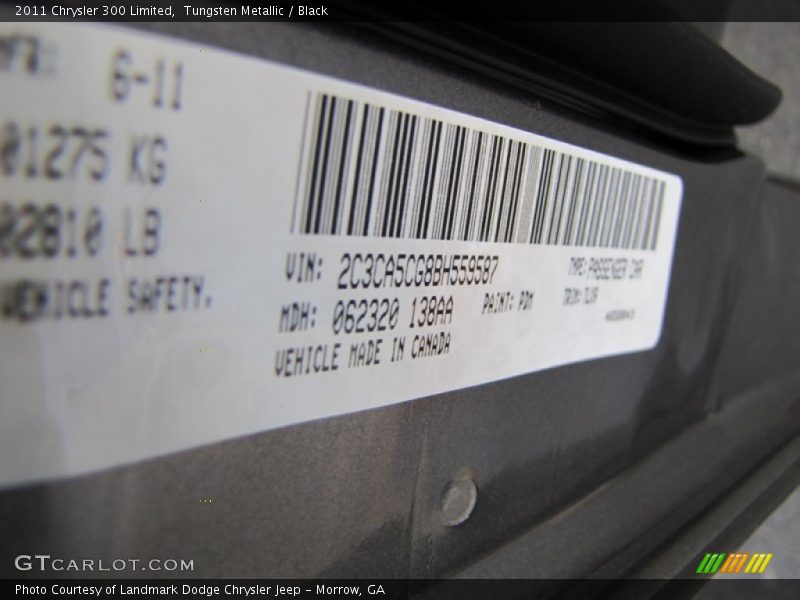 2011 Chrysler 300 Limited, Tungsten Metallic / Black
6-11
01275 KG
02810 LB
VEHICLE SAFETY.
VIN: 2C3CA5CG8BH559587
TYPE: PASSENGER CAR
MDH: 062320 138AA
PAINT: PDM
TRIM: TLX9
VEHICLE MADE IN CANADA
GTCARLOT.COM
Photo Courtesy of Landmark Dodge Chrysler Jeep - Morrow, GA